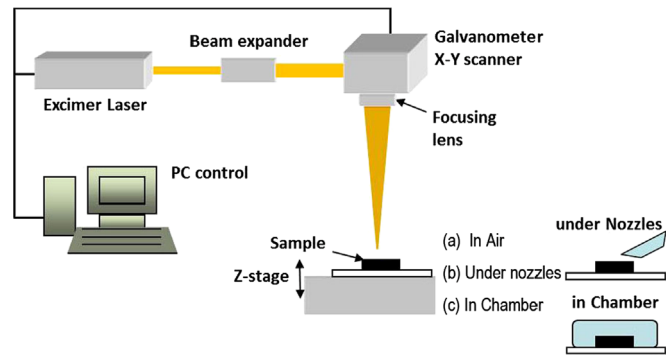 Beam expander
Galvanometer
X-Y scanner
Excimer Laser
Focusing
lens
PC control
Sample
Z-stage
(a) In Air
(b) Under nozzles
(c) In Chamber
under Nozzles
in Chamber